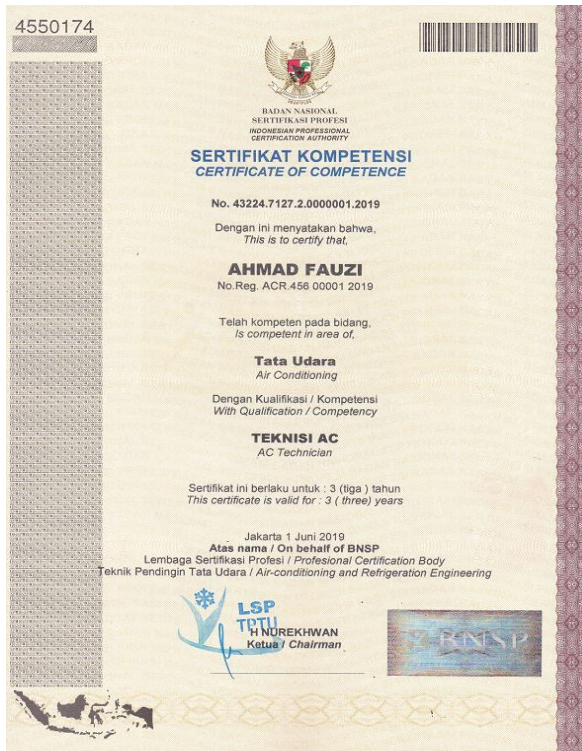 4550174
BADAN NASIONAL
SERTIFIKASI PROFESI
INDONESIAN PROFESSIONAL
CERTIFICATION AUTHORITY
SERTIFIKAT KOMPETENSI
CERTIFICATE OF COMPETENCE
No. 43224.7127.2.0000001.2019
Dengan ini menyatakan bahwa,
This is to certify that,
AHMAD FAUZI
No.Reg. ACR.456 00001 2019
Telah kompeten pada bidang,
Is competent in area of,
Tata Udara
Air Conditioning
Dengan Kualifikasi / Kompetensi
With Qualification / Competency
TEKNISI AC
AC Technician
Sertifikat ini berlaku untuk : 3 (tiga ) tahun
This certificate is valid for : 3 ( three) years
Jakarta 1 Juni 2019
Atas nama / On behalf of BNSP
Lembaga Sertifikasi Profesi / Profesional Certification Body
Teknik Pendingin Tata Udara / Air-conditioning and Refrigeration Engineering
LSP
TPTU
H NUREKHWAN
Ketua / Chairman
BNSP